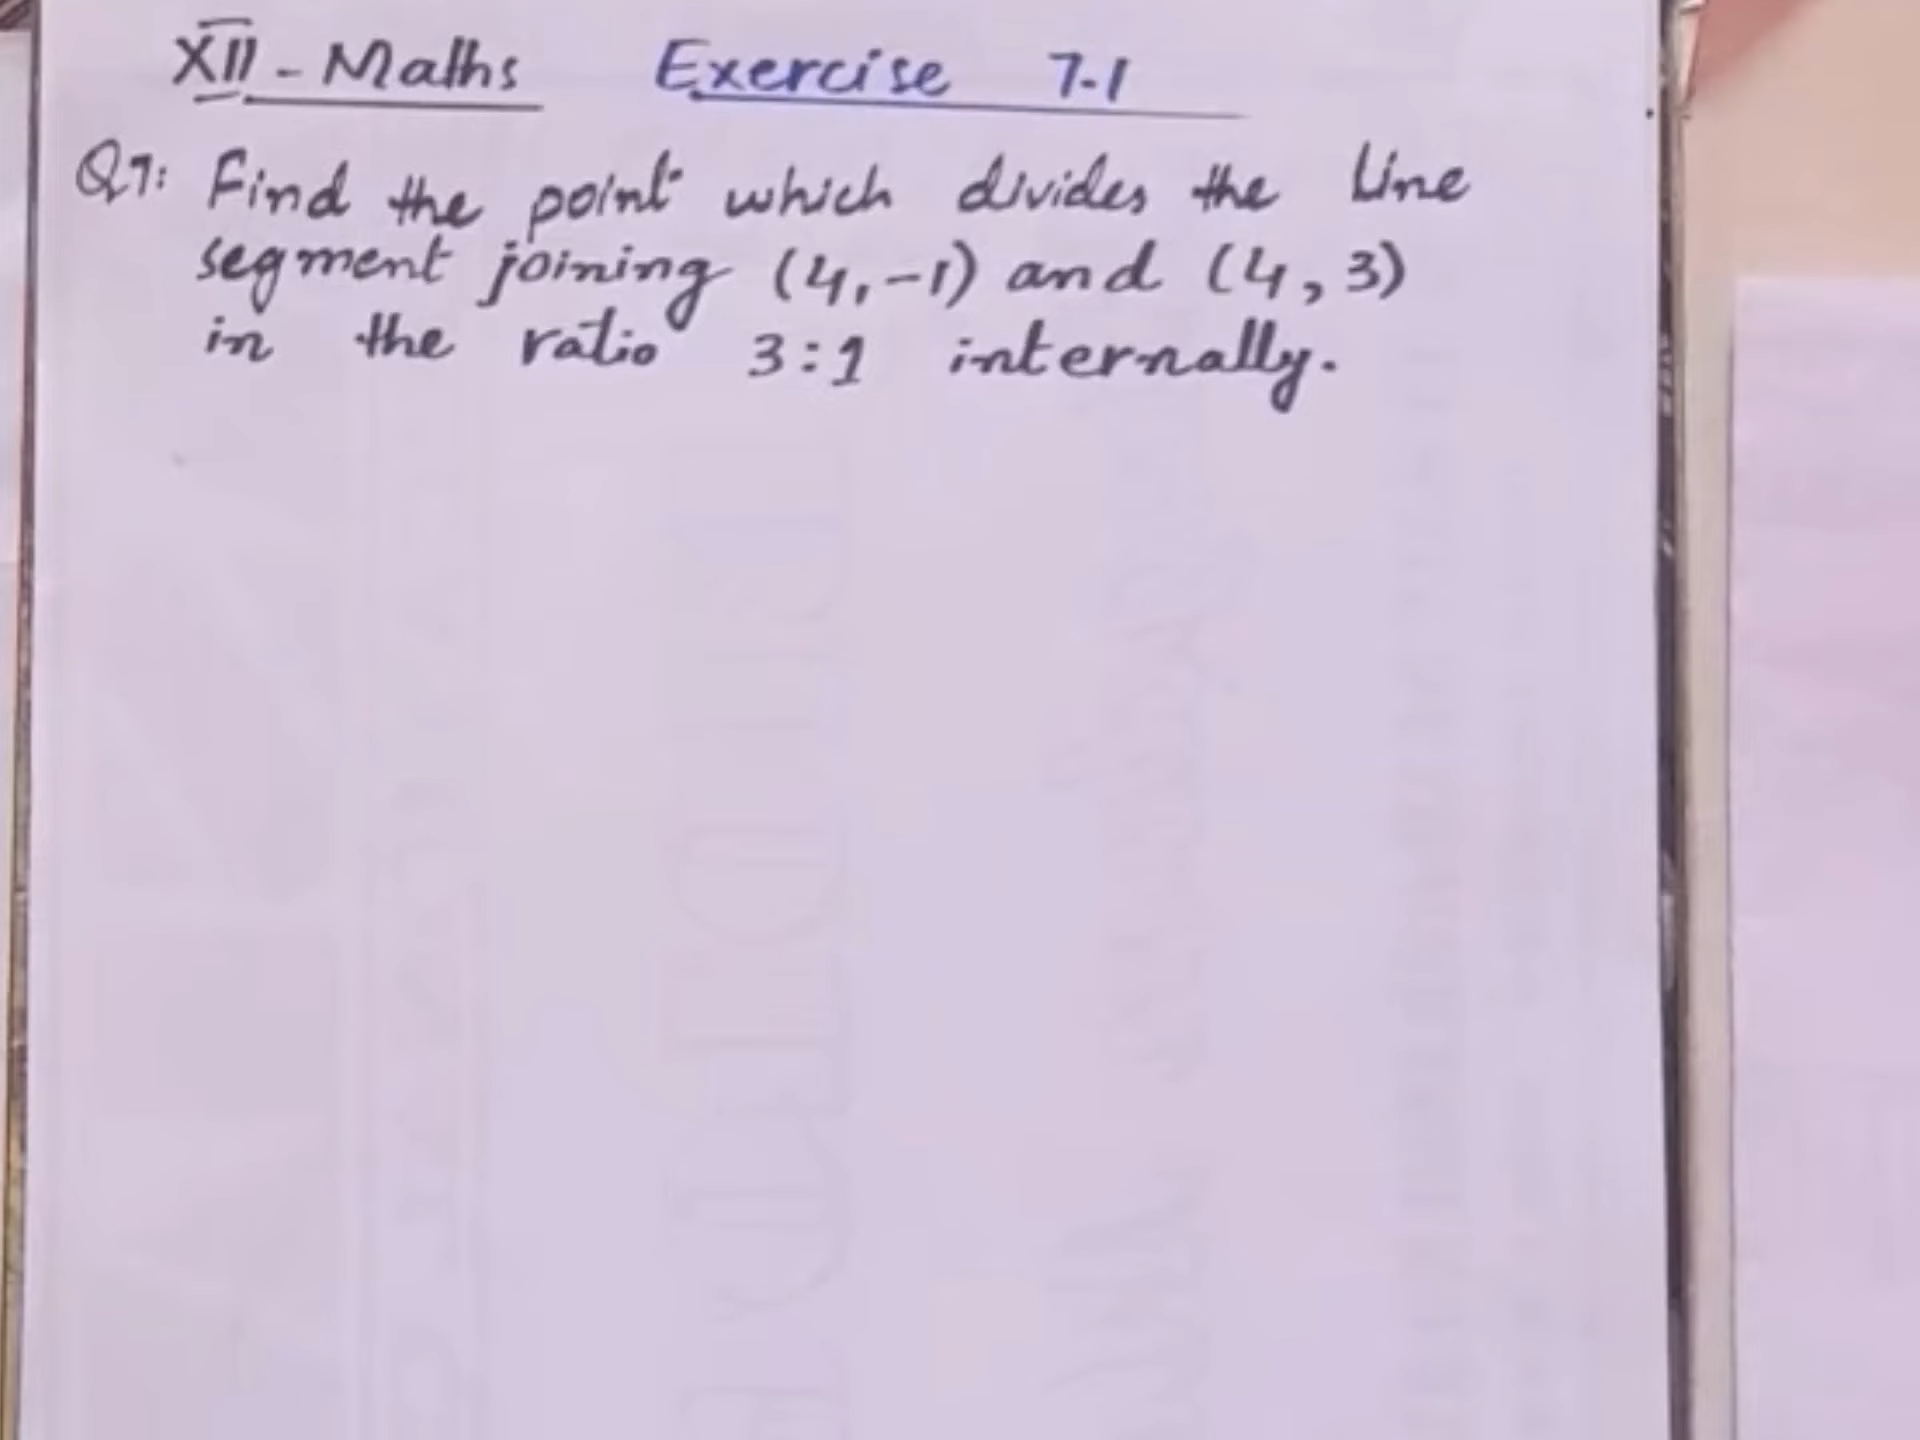 XII - Maths Exercise 7.1
Q7: Find the point which divides the line
segment joining (4,-1) and (4,3)
in the ratio 3:1 internally.